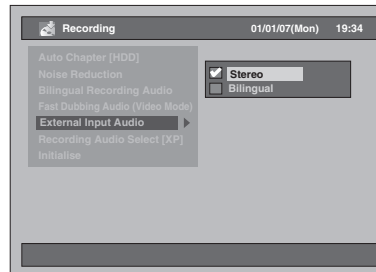 Recording 01/01/07(Mon) 19:34
Auto Chapter [HDD]
Noise Reduction
Bilingual Recording Audio
Fast Dubbing Audio (Video Mode)
External Input Audio
Recording Audio Select [XP]
Initialise
Stereo
Bilingual